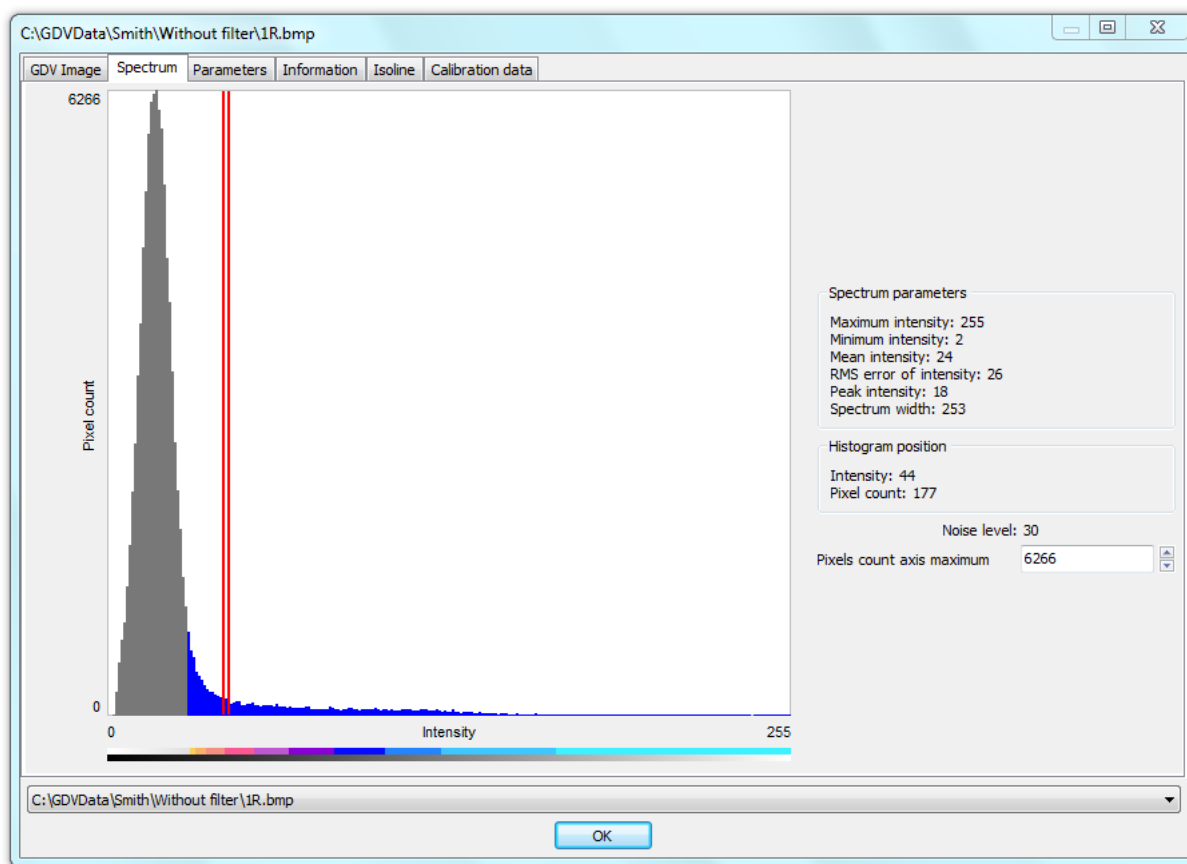 C:\GDVData\Smith\Without filter\1R.bmp
GDV Image Spectrum Parameters Information Isoline Calibration data
6266
Pixel count
0
0 Intensity 255
Spectrum parameters
Maximum intensity: 255
Minimum intensity: 2
Mean intensity: 24
RMS error of intensity: 26
Peak intensity: 18
Spectrum width: 253
Histogram position
Intensity: 44
Pixel count: 177
Noise level: 30
Pixels count axis maximum 6266
C:\GDVData\Smith\Without filter\1R.bmp
OK